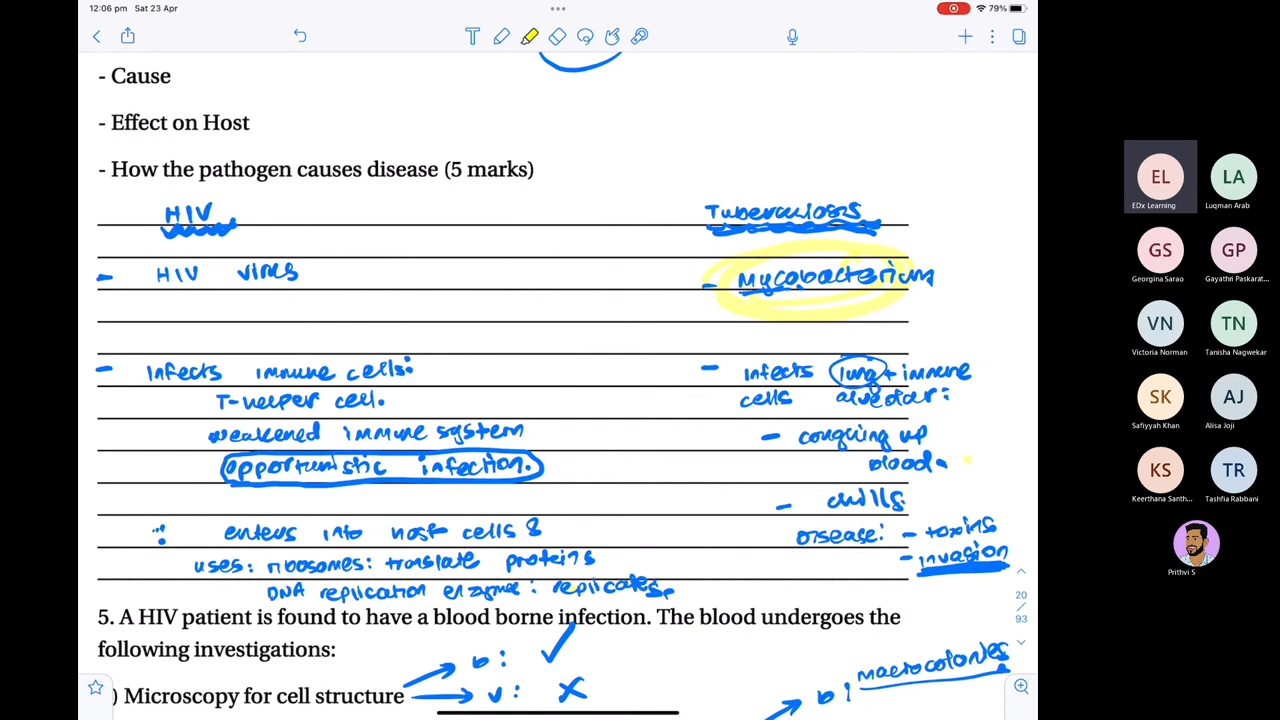 12:06 pm Sat 23 Apr
79%
- Cause
- Effect on Host
- How the pathogen causes disease (5 marks)
HIV
Tuberculosis
- HIV virus
- Mycobacterium
- Infects immune cells:
T-helper cell.
weakened immune system
opportunistic infection.
- infects lung + immune
cells alveolar:
- coughing up
blood
- chills.
Disease: - toxins
- invasion
enters into host cells &
uses: ribosomes: translate proteins
DNA replication enzymes: replicates
5. A HIV patient is found to have a blood borne infection. The blood undergoes the
following investigations:
) Microscopy for cell structure
b: ✓
v: X
macrocolonies
b:
20
/
93
EL
EDx Learning
LA
Luqman Arab
GS
Georgina Sarao
GP
Gayathri Paskarat...
VN
Victoria Norman
TN
Tanisha Nagwekar
SK
Safiyyah Khan
AJ
Alisa Joji
KS
Keerthana Santh...
TR
Tashfia Rabbani
Prithvi S